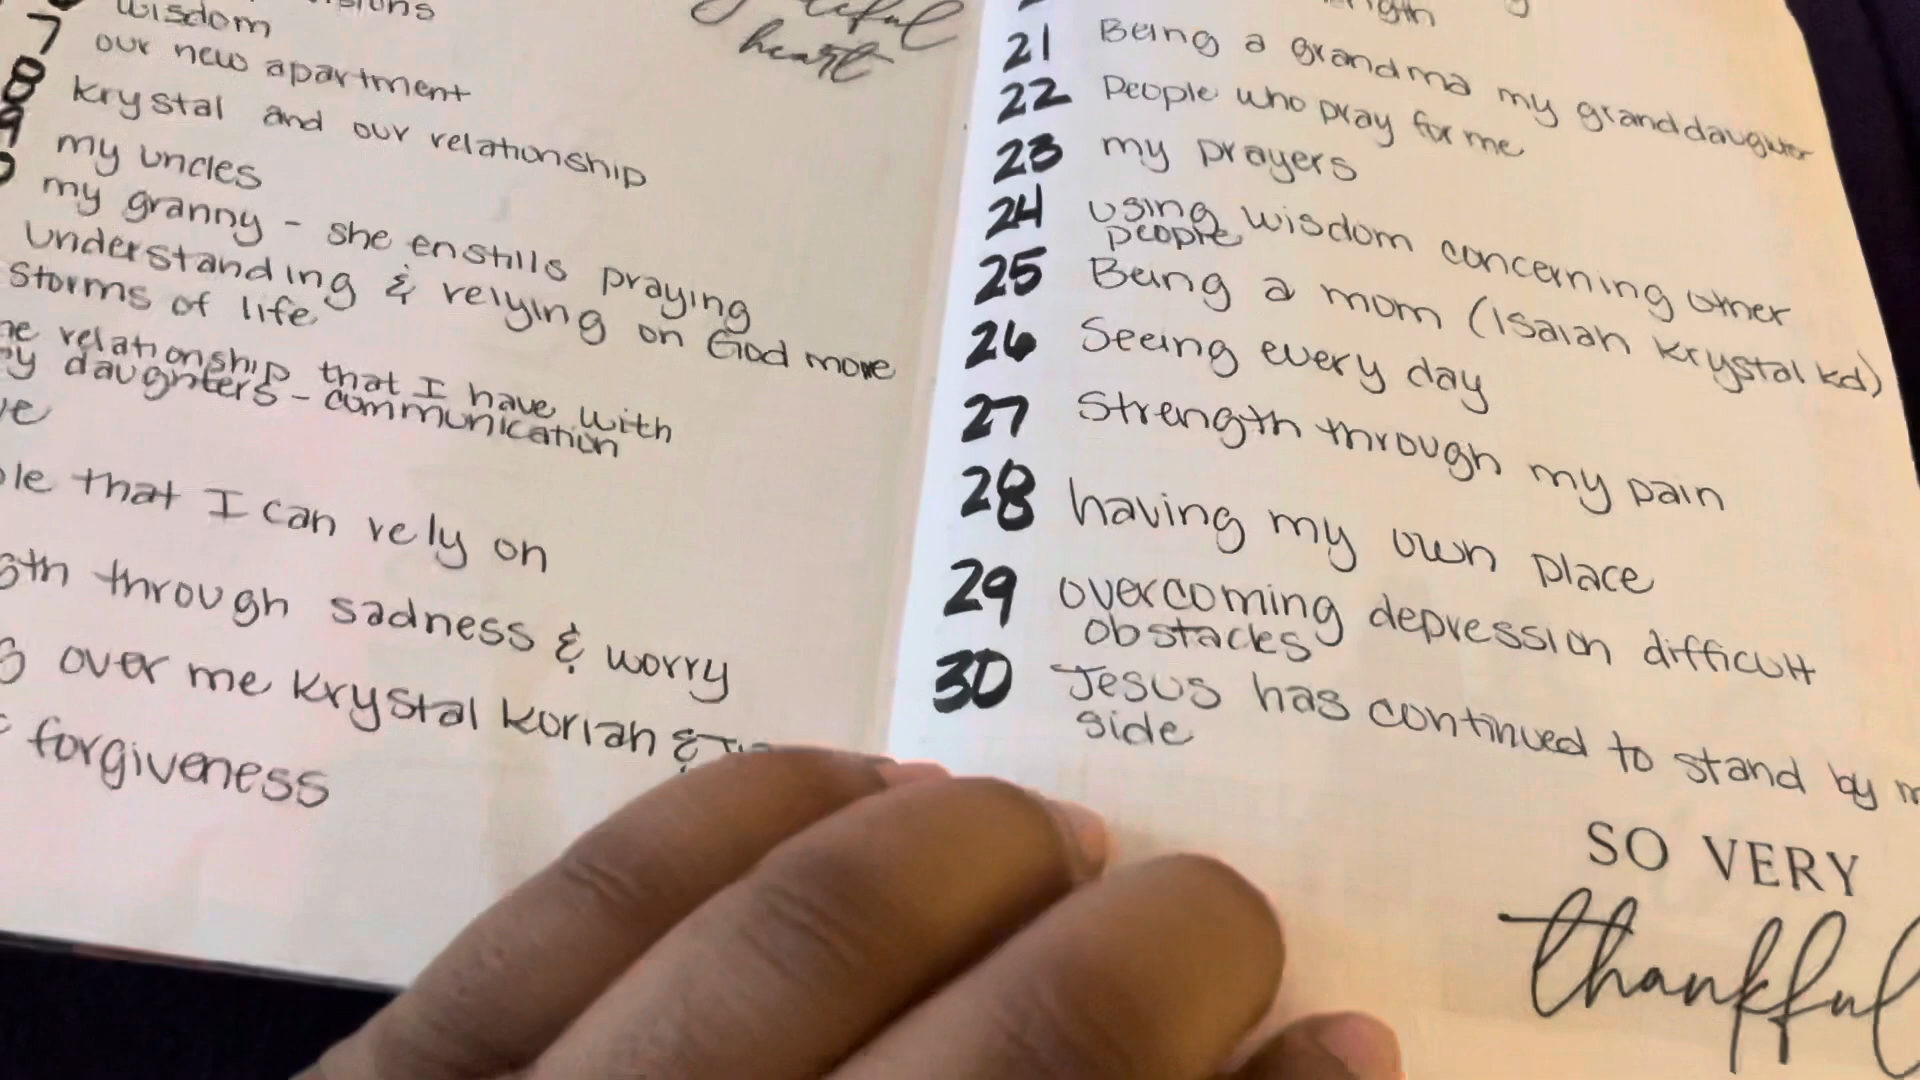 wisdom
7 our new apartment
8 krystal and our relationship
9 my uncles
my granny - she enstills praying
understanding & relying on God more
storms of life
relationship that I have with
daughters - communication
that I can rely on
through sadness & worry
over me krystal koriah &
forgiveness
heart
21 Being a grandma my granddaughter
22 People who pray for me
23 my prayers
24 using wisdom concerning other
people
25 Being a mom (Isaiah krystal kd)
26 Seeing every day
27 Strength through my pain
28 having my own place
29 overcoming depression difficult
obstacks
30 Jesus has continued to stand by
side
SO VERY
thankful